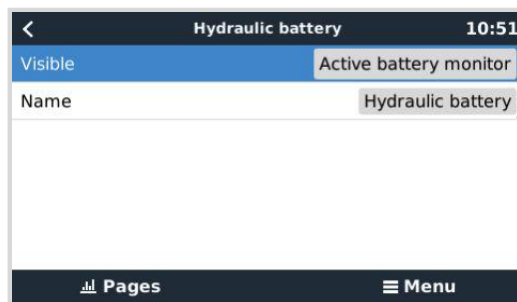 Hydraulic battery 10:51
Visible Active battery monitor
Name Hydraulic battery
Pages Menu